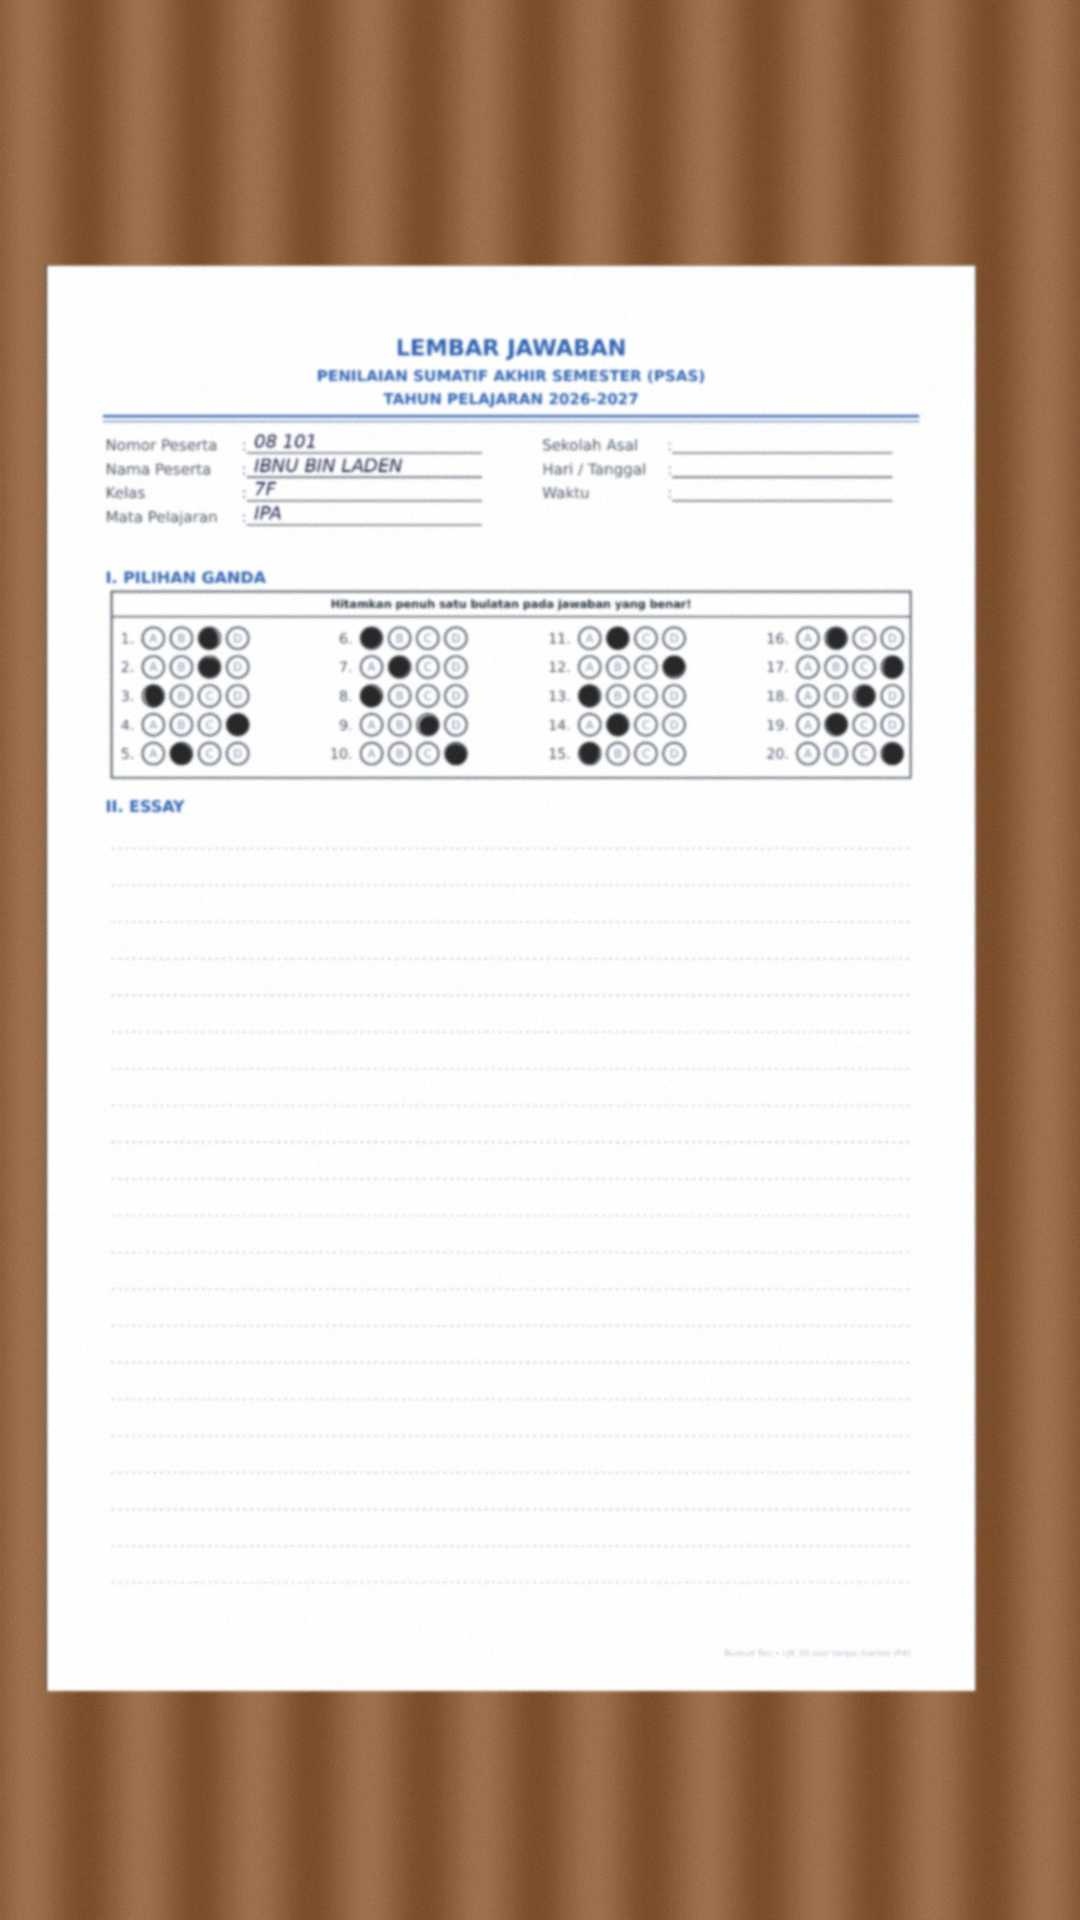 LEMBAR JAWABAN
PENILAIAN SUMATIF AKHIR SEMESTER (PSAS)
TAHUN PELAJARAN 2026-2027
Nomor Peserta : 08 101 Sekolah Asal :
Nama Peserta : IBNU BIN LADEN Hari / Tanggal :
Kelas : 7F Waktu :
Mata Pelajaran : IPA
I. PILIHAN GANDA
Hitamkan penuh satu bulatan pada jawaban yang benar!
1. A B D 6. B C D 11. A C D 16. A C D
2. A B D 7. A C D 12. A B C 17. A B C
3. B C D 8. B C D 13. B C D 18. A B D
4. A B C 9. A B D 14. A C D 19. A C D
5. A C D 10. A B C 15. B C D 20. A B C
II. ESSAY